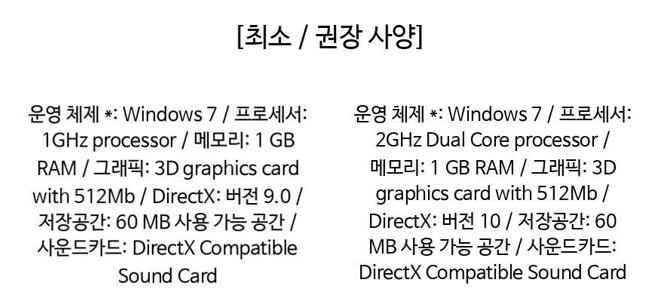 [최소 / 권장 사양]
운영 체제 *: Windows 7 / 프로세서:
1GHz processor / 메모리: 1 GB
RAM / 그래픽: 3D graphics card
with 512Mb / DirectX: 버전 9.0 /
저장공간: 60 MB 사용 가능 공간 /
사운드카드: DirectX Compatible
Sound Card
운영 체제 *: Windows 7 / 프로세서:
2GHz Dual Core processor /
메모리: 1 GB RAM / 그래픽: 3D
graphics card with 512Mb /
DirectX: 버전 10 / 저장공간: 60
MB 사용 가능 공간 / 사운드카드:
DirectX Compatible Sound Card